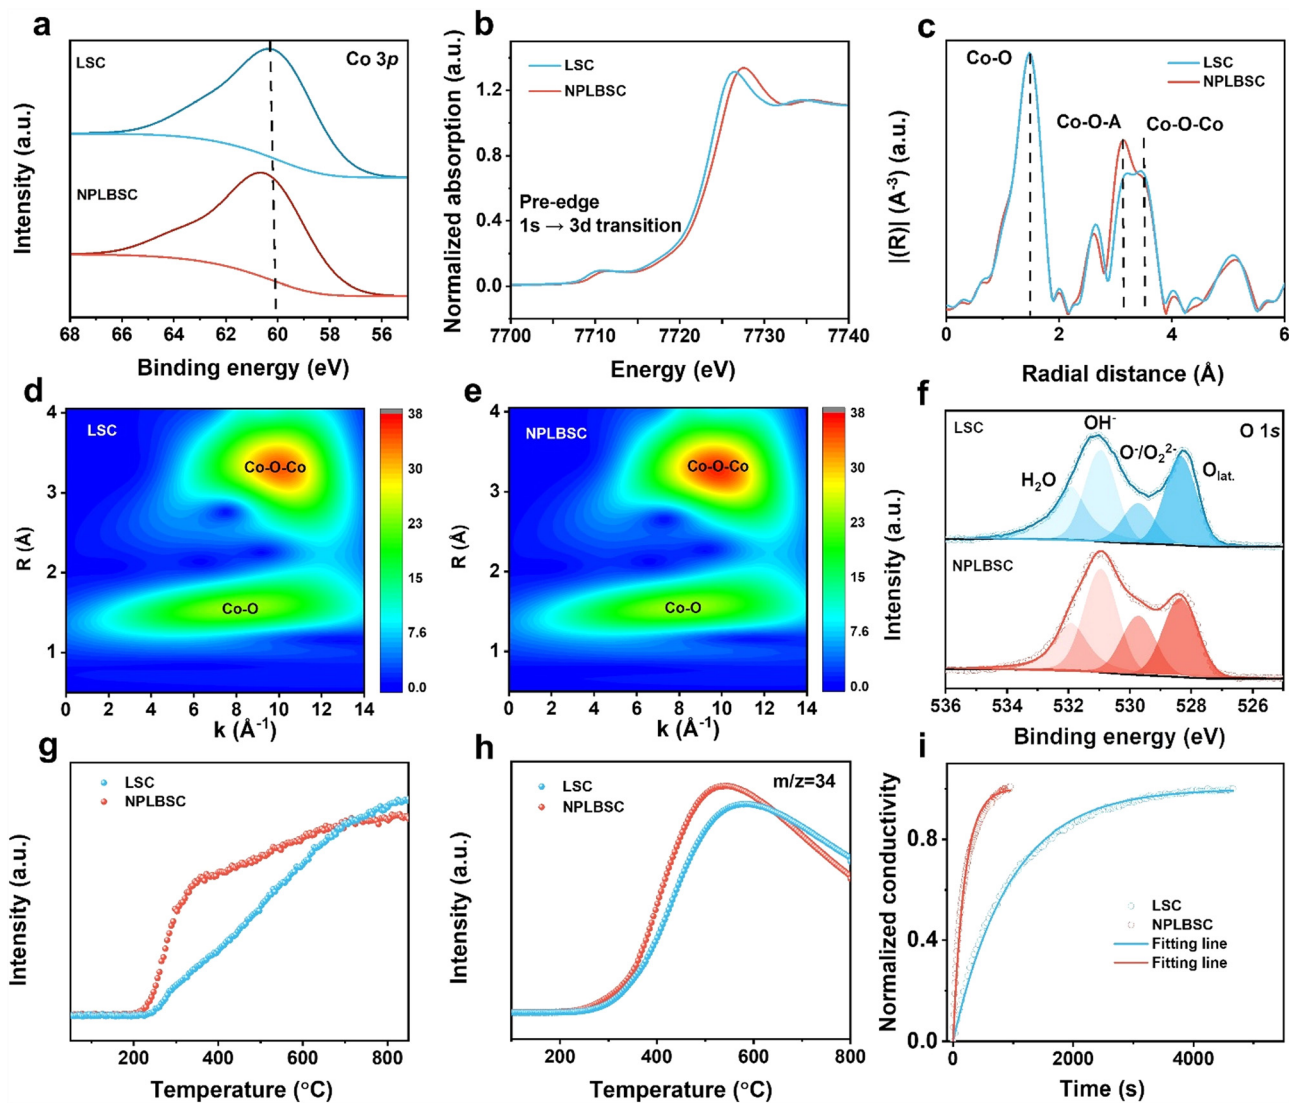 a
Co 3p
LSC
NPLBSC
Intensity (a.u.)
68 66 64 62 60 58 56
Binding energy (eV)
b
LSC
NPLBSC
Pre-edge
1s → 3d transition
Normalized absorption (a.u.)
1.2
0.8
0.4
0.0
7700 7710 7720 7730 7740
Energy (eV)
c
Co-O
LSC
NPLBSC
Co-O-A
Co-O-Co
|(R)| (A⁻³) (a.u.)
0 2 4 6
Radial distance (Å)
d
LSC
Co-O-Co
Co-O
R (Å)
4
3
2
1
0 2 4 6 8 10 12 14
k (Å⁻¹)
38
30
23
15
7.6
0.0
e
NPLBSC
Co-O-Co
Co-O
R (Å)
4
3
2
1
0 2 4 6 8 10 12 14
k (Å⁻¹)
38
30
23
15
7.6
0.0
f
LSC
O 1s
OH⁻
O⁻/O₂²⁻
H₂O
Olat.
NPLBSC
Intensity (a.u.)
536 534 532 530 528 526
Binding energy (eV)
g
LSC
NPLBSC
Intensity (a.u.)
200 400 600 800
Temperature (°C)
h
LSC
NPLBSC
m/z=34
Intensity (a.u.)
200 400 600 800
Temperature (°C)
i
Normalized conductivity
0.8
0.4
0.0
LSC
NPLBSC
Fitting line
Fitting line
0 2000 4000
Time (s)